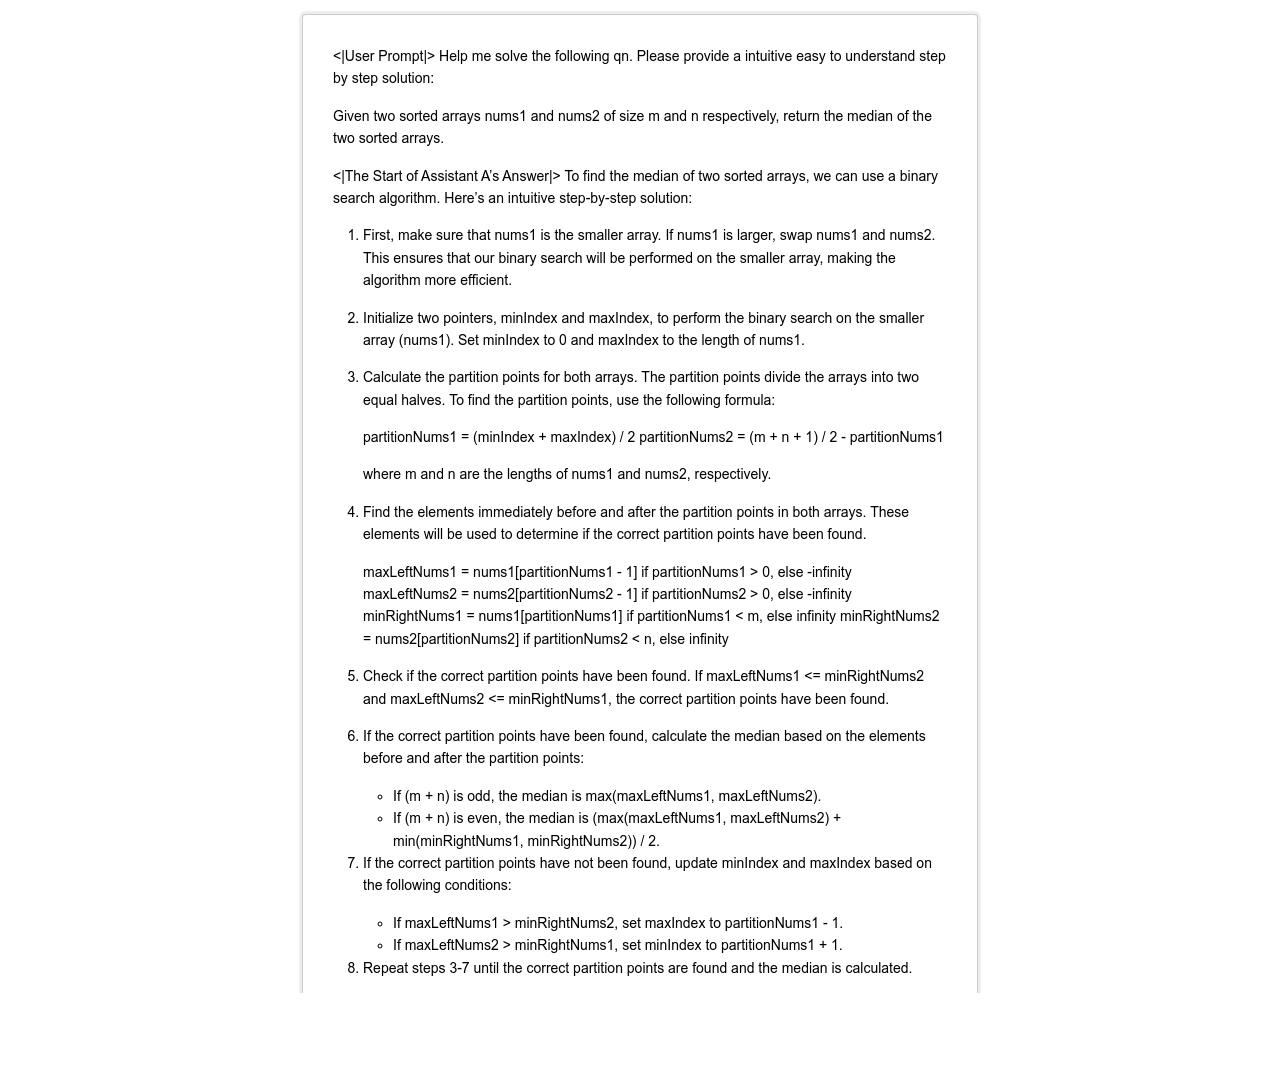 <|User Prompt|> Help me solve the following qn. Please provide a intuitive easy to understand step
by step solution:
Given two sorted arrays nums1 and nums2 of size m and n respectively, return the median of the
two sorted arrays.
<|The Start of Assistant A’s Answer|> To find the median of two sorted arrays, we can use a binary
search algorithm. Here’s an intuitive step-by-step solution:
1. First, make sure that nums1 is the smaller array. If nums1 is larger, swap nums1 and nums2.
This ensures that our binary search will be performed on the smaller array, making the
algorithm more efficient.
2. Initialize two pointers, minIndex and maxIndex, to perform the binary search on the smaller
array (nums1). Set minIndex to 0 and maxIndex to the length of nums1.
3. Calculate the partition points for both arrays. The partition points divide the arrays into two
equal halves. To find the partition points, use the following formula:
partitionNums1 = (minIndex + maxIndex) / 2 partitionNums2 = (m + n + 1) / 2 - partitionNums1
where m and n are the lengths of nums1 and nums2, respectively.
4. Find the elements immediately before and after the partition points in both arrays. These
elements will be used to determine if the correct partition points have been found.
maxLeftNums1 = nums1[partitionNums1 - 1] if partitionNums1 > 0, else -infinity
maxLeftNums2 = nums2[partitionNums2 - 1] if partitionNums2 > 0, else -infinity
minRightNums1 = nums1[partitionNums1] if partitionNums1 < m, else infinity minRightNums2
= nums2[partitionNums2] if partitionNums2 < n, else infinity
5. Check if the correct partition points have been found. If maxLeftNums1 <= minRightNums2
and maxLeftNums2 <= minRightNums1, the correct partition points have been found.
6. If the correct partition points have been found, calculate the median based on the elements
before and after the partition points:
◦ If (m + n) is odd, the median is max(maxLeftNums1, maxLeftNums2).
◦ If (m + n) is even, the median is (max(maxLeftNums1, maxLeftNums2) +
min(minRightNums1, minRightNums2)) / 2.
7. If the correct partition points have not been found, update minIndex and maxIndex based on
the following conditions:
◦ If maxLeftNums1 > minRightNums2, set maxIndex to partitionNums1 - 1.
◦ If maxLeftNums2 > minRightNums1, set minIndex to partitionNums1 + 1.
8. Repeat steps 3-7 until the correct partition points are found and the median is calculated.